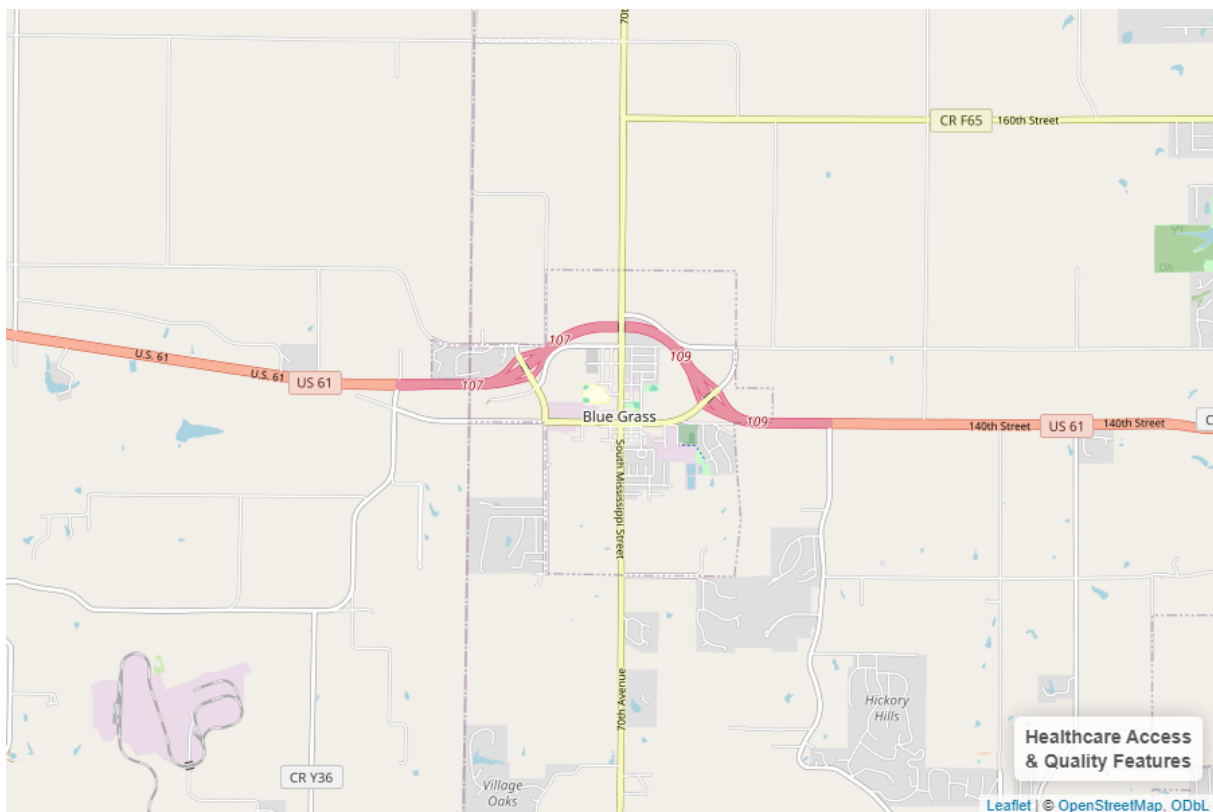 70th
CR F65
160th Street
U.S. 61
U.S. 61
US 61
107
107
109
109
Blue Grass
140th Street
US 61
140th Street
C
South Mississippi Street
70th Avenue
Hickory
Hills
CR Y36
Village
Oaks
Healthcare Access
& Quality Features
Leaflet | © OpenStreetMap, ODbL